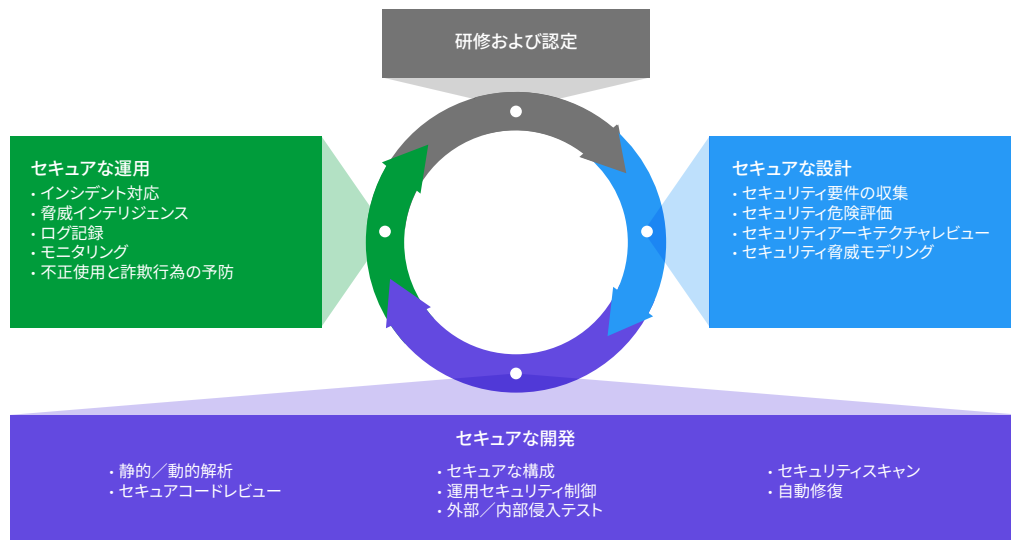 研修および認定
セキュアな運用
・インシデント対応
・脅威インテリジェンス
・ログ記録
・モニタリング
・不正使用と詐欺行為の予防
セキュアな設計
・セキュリティ要件の収集
・セキュリティ危険評価
・セキュリティアーキテクチャレビュー
・セキュリティ脅威モデリング
セキュアな開発
・静的／動的解析
・セキュアコードレビュー
・セキュアな構成
・運用セキュリティ制御
・外部／内部侵入テスト
・セキュリティスキャン
・自動修復